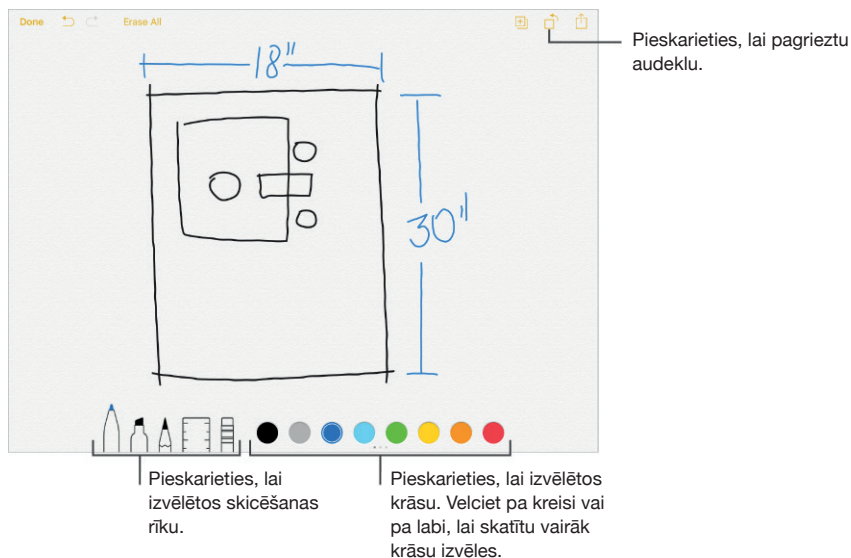 Done Erase All
Pieskarieties, lai pagrieztu
audeklu.
18"
30"
Pieskarieties, lai
izvēlētos skicēšanas
rīku.
Pieskarieties, lai izvēlētos
krāsu. Velciet pa kreisi vai
pa labi, lai skatītu vairāk
krāsu izvēles.